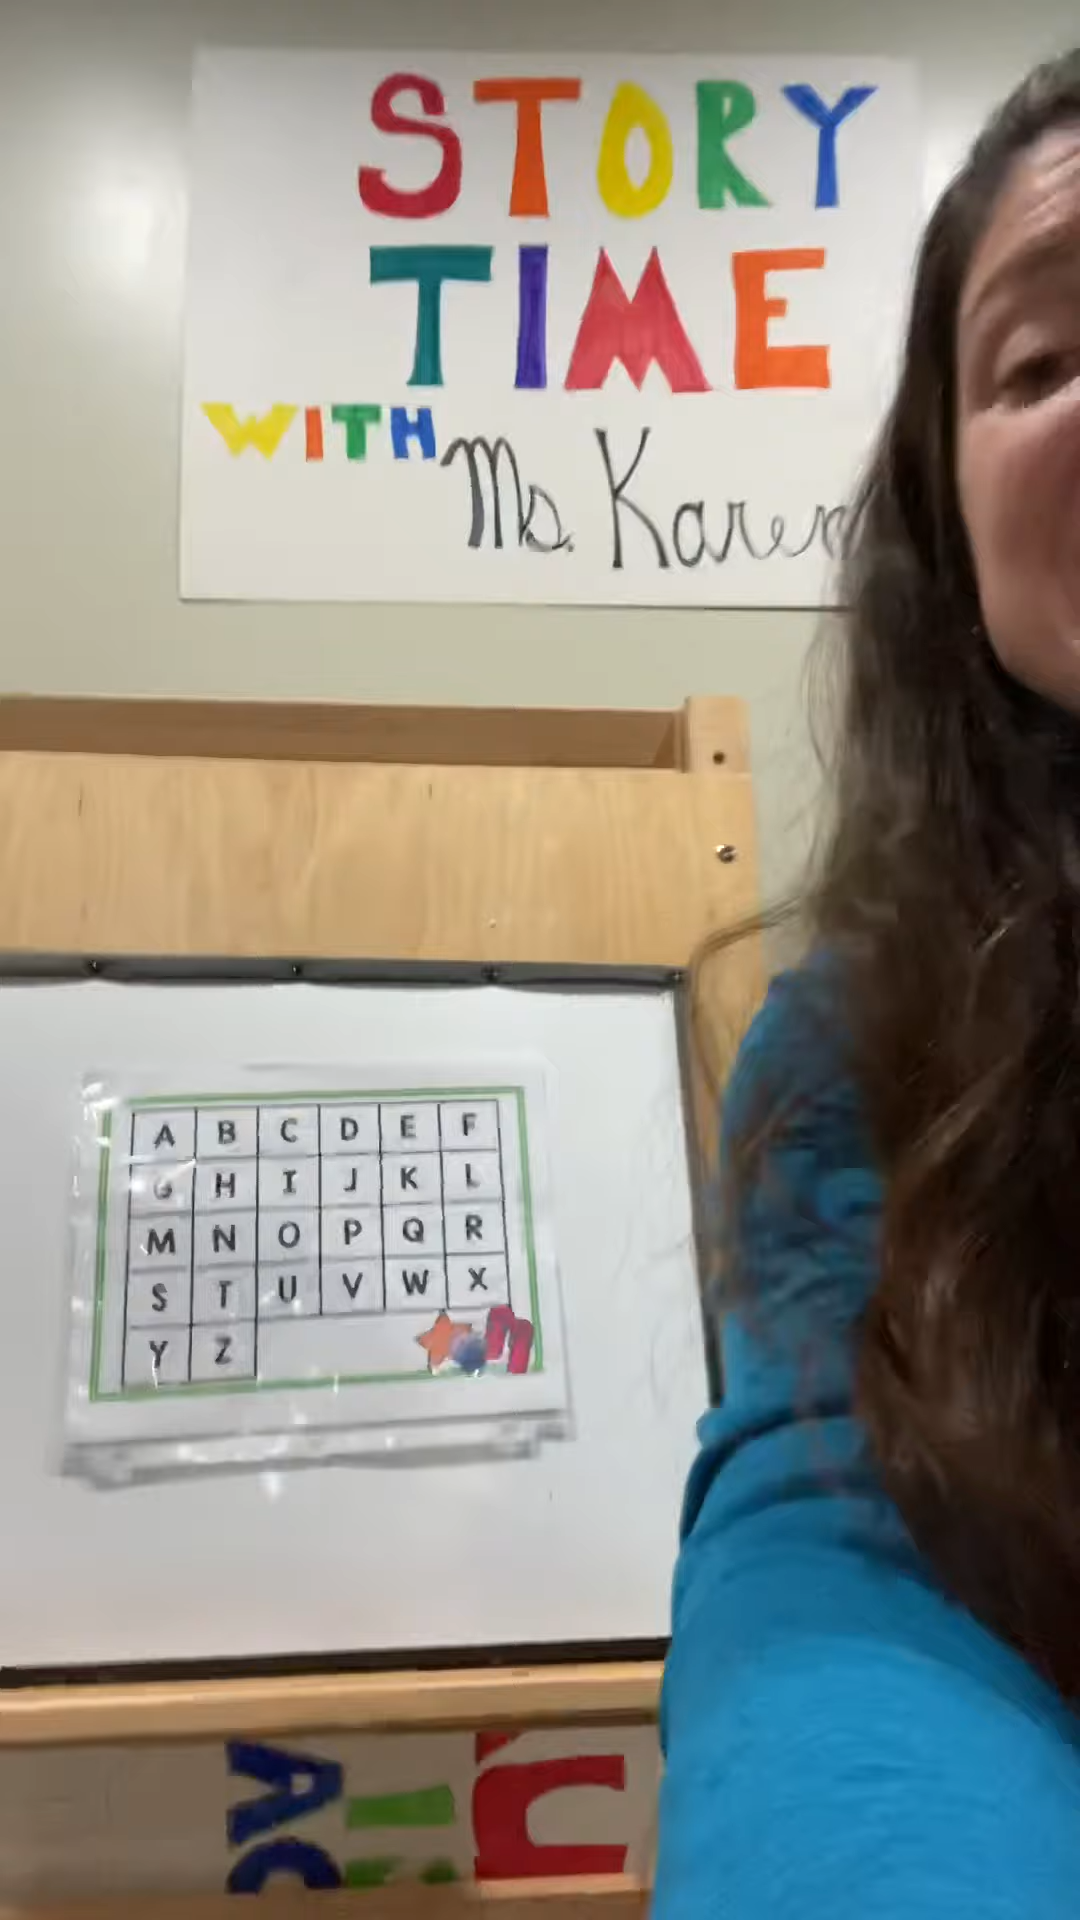 STORY
TIME
WITH Ms. Karen
A B C D E F
G H I J K L
M N O P Q R
S T U V W X
Y Z